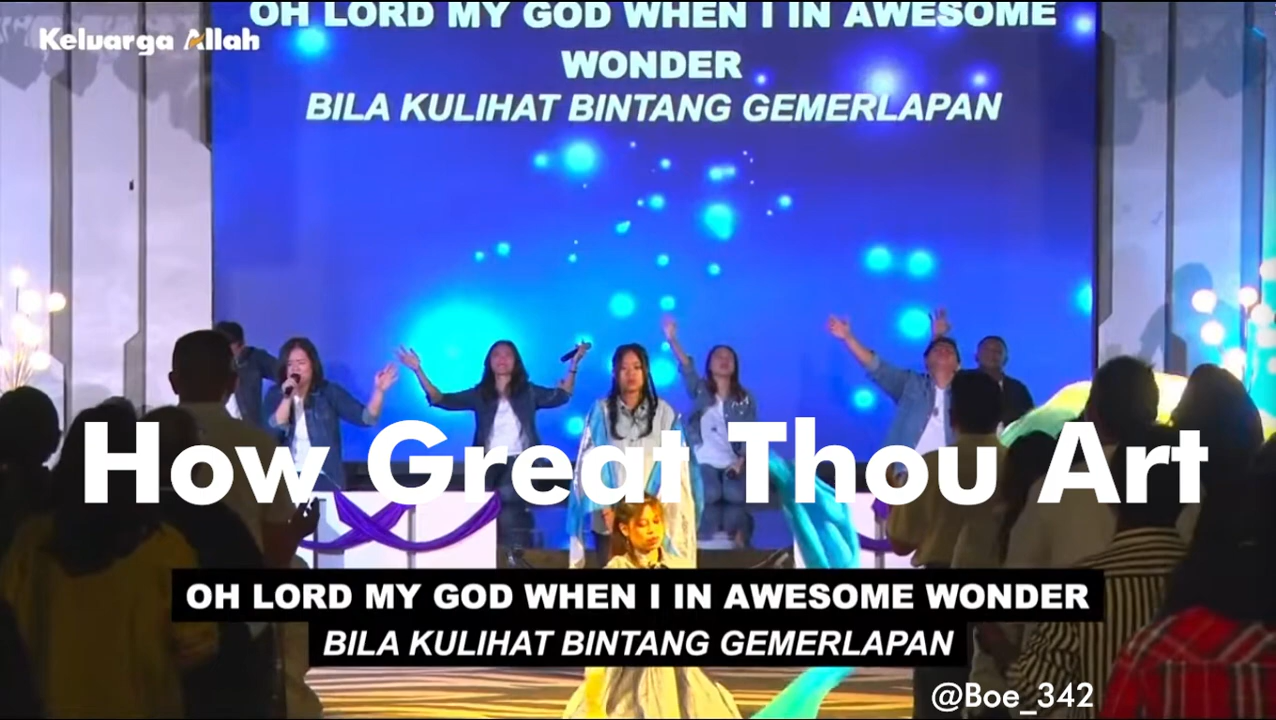 OH LORD MY GOD WHEN I IN AWESOME
WONDER
BILA KULIHAT BINTANG GEMERLAPAN
Keluarga Allah
How Great Thou Art
OH LORD MY GOD WHEN I IN AWESOME WONDER
BILA KULIHAT BINTANG GEMERLAPAN
@Boe_342